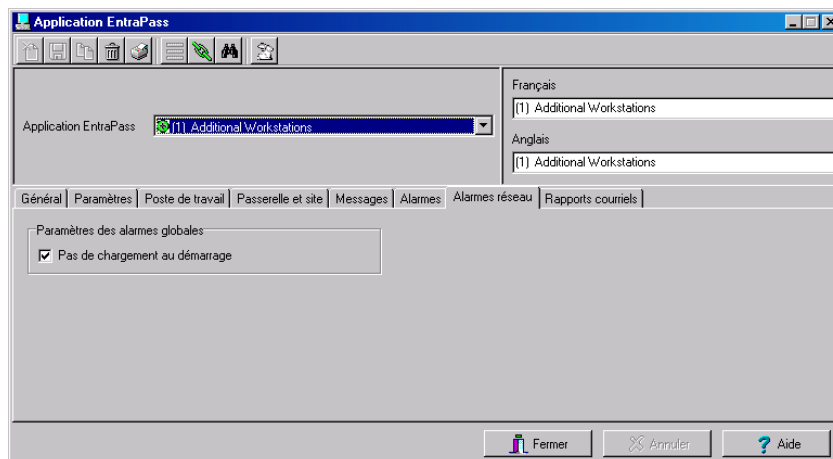 Application EntraPass
Français
(1) Additional Workstations
Application EntraPass
(1) Additional Workstations
Anglais
(1) Additional Workstations
Général
Paramètres
Poste de travail
Passerelle et site
Messages
Alarmes
Alarmes réseau
Rapports courriels
Paramètres des alarmes globales
Pas de chargement au démarrage
Fermer
Annuler
Aide